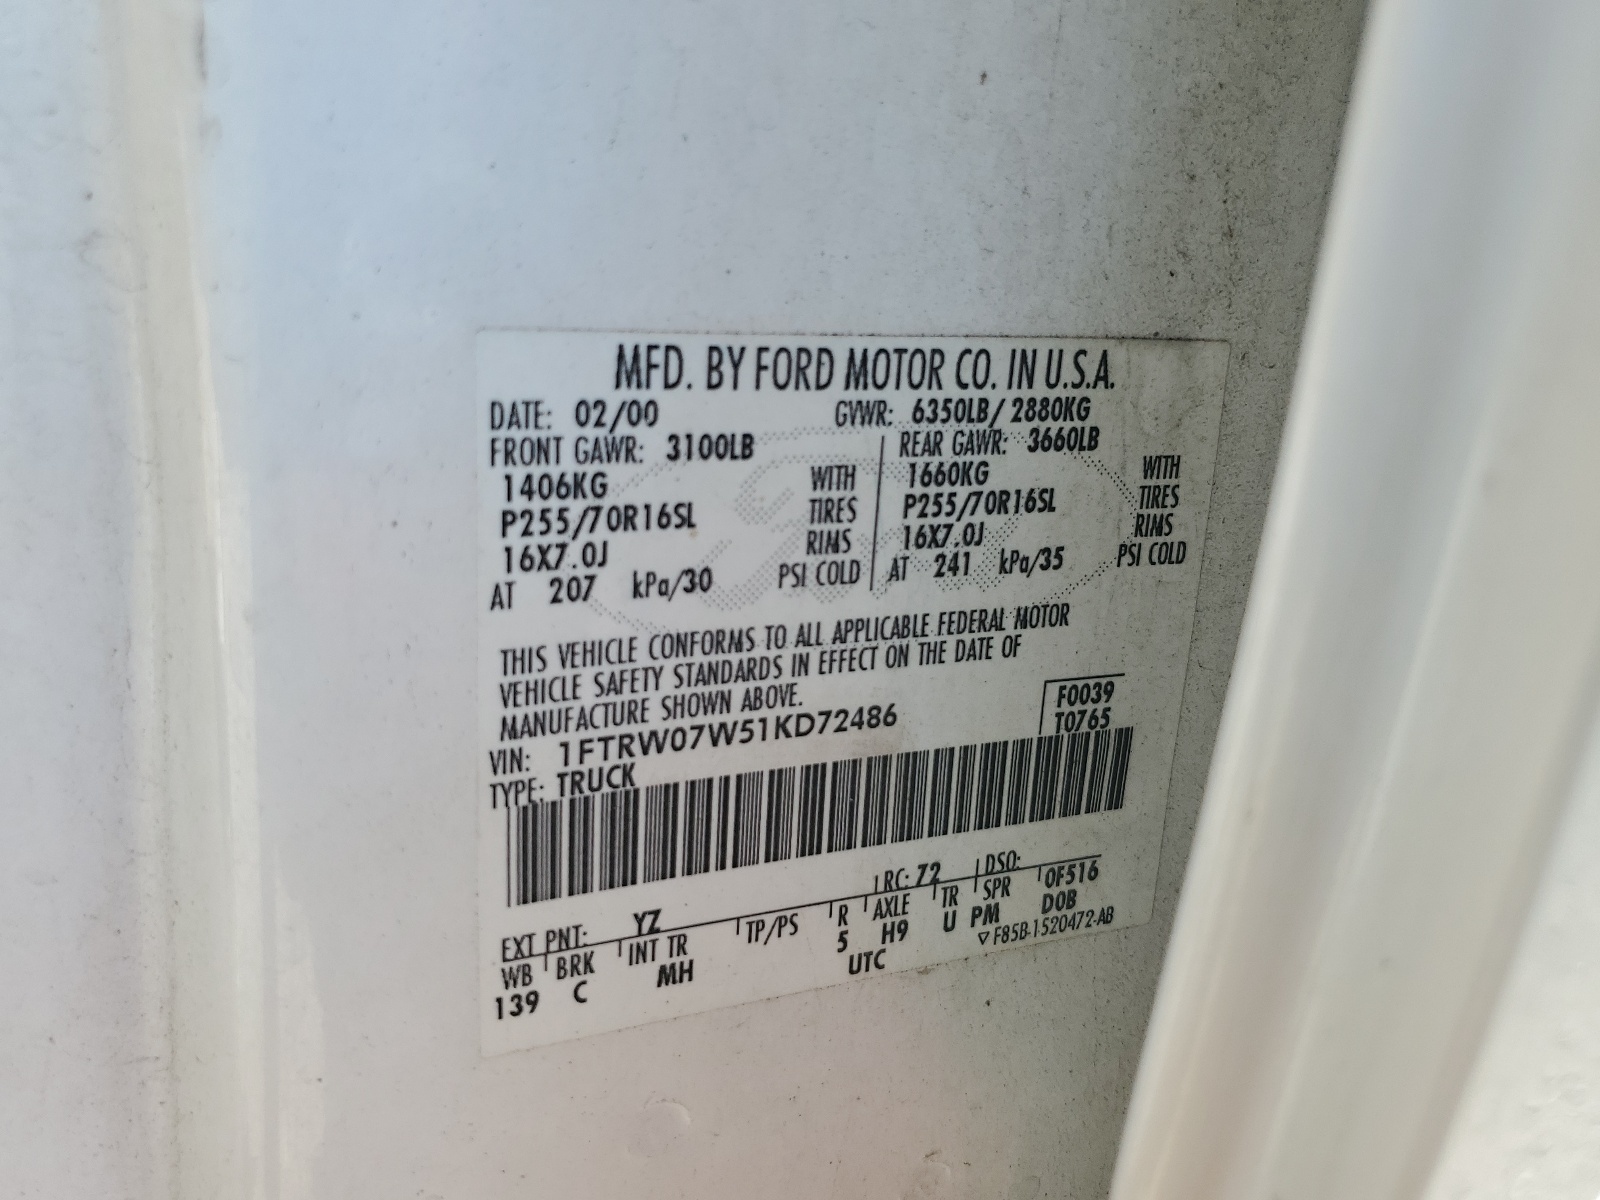 MFD. BY FORD MOTOR CO. IN U.S.A.
DATE: 02/00 GVWR: 6350LB/ 2880KG
FRONT GAWR: 3100LB REAR GAWR: 3660LB
1406KG WITH 1660KG WITH
P255/70R16SL TIRES P255/70R16SL TIRES
16X7.0J RIMS 16X7.0J RIMS
AT 207 kPa/30 PSI COLD AT 241 kPa/35 PSI COLD
THIS VEHICLE CONFORMS TO ALL APPLICABLE FEDERAL MOTOR
VEHICLE SAFETY STANDARDS IN EFFECT ON THE DATE OF
MANUFACTURE SHOWN ABOVE.
VIN: 1FTRW07W51KD72486 F0039
TYPE: TRUCK T0765
EXT PNT: YZ RC: 72 DSO:
WB BRK INT TR TP/PS R AXLE TR SPR 0F516
139 C MH 5 H9 U PM DOB
UTC ▽ F85B-1520472-AB